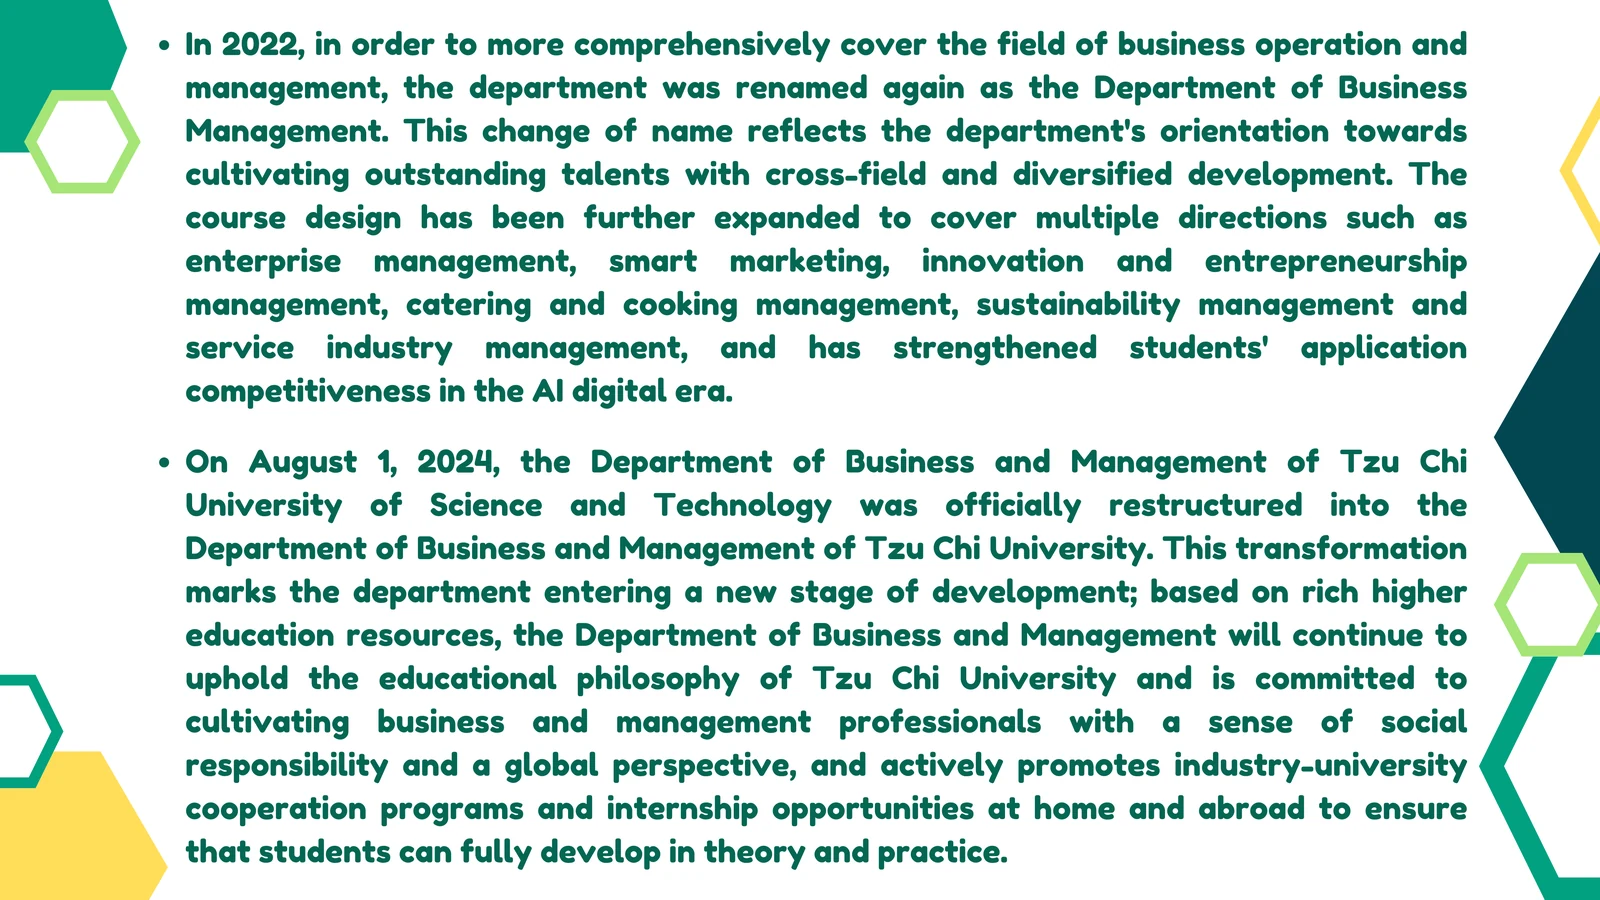 • In 2022, in order to more comprehensively cover the field of business operation and
management, the department was renamed again as the Department of Business
Management. This change of name reflects the department's orientation towards
cultivating outstanding talents with cross-field and diversified development. The
course design has been further expanded to cover multiple directions such as
enterprise management, smart marketing, innovation and entrepreneurship
management, catering and cooking management, sustainability management and
service industry management, and has strengthened students' application
competitiveness in the AI digital era.
• On August 1, 2024, the Department of Business and Management of Tzu Chi
University of Science and Technology was officially restructured into the
Department of Business and Management of Tzu Chi University. This transformation
marks the department entering a new stage of development; based on rich higher
education resources, the Department of Business and Management will continue to
uphold the educational philosophy of Tzu Chi University and is committed to
cultivating business and management professionals with a sense of social
responsibility and a global perspective, and actively promotes industry-university
cooperation programs and internship opportunities at home and abroad to ensure
that students can fully develop in theory and practice.